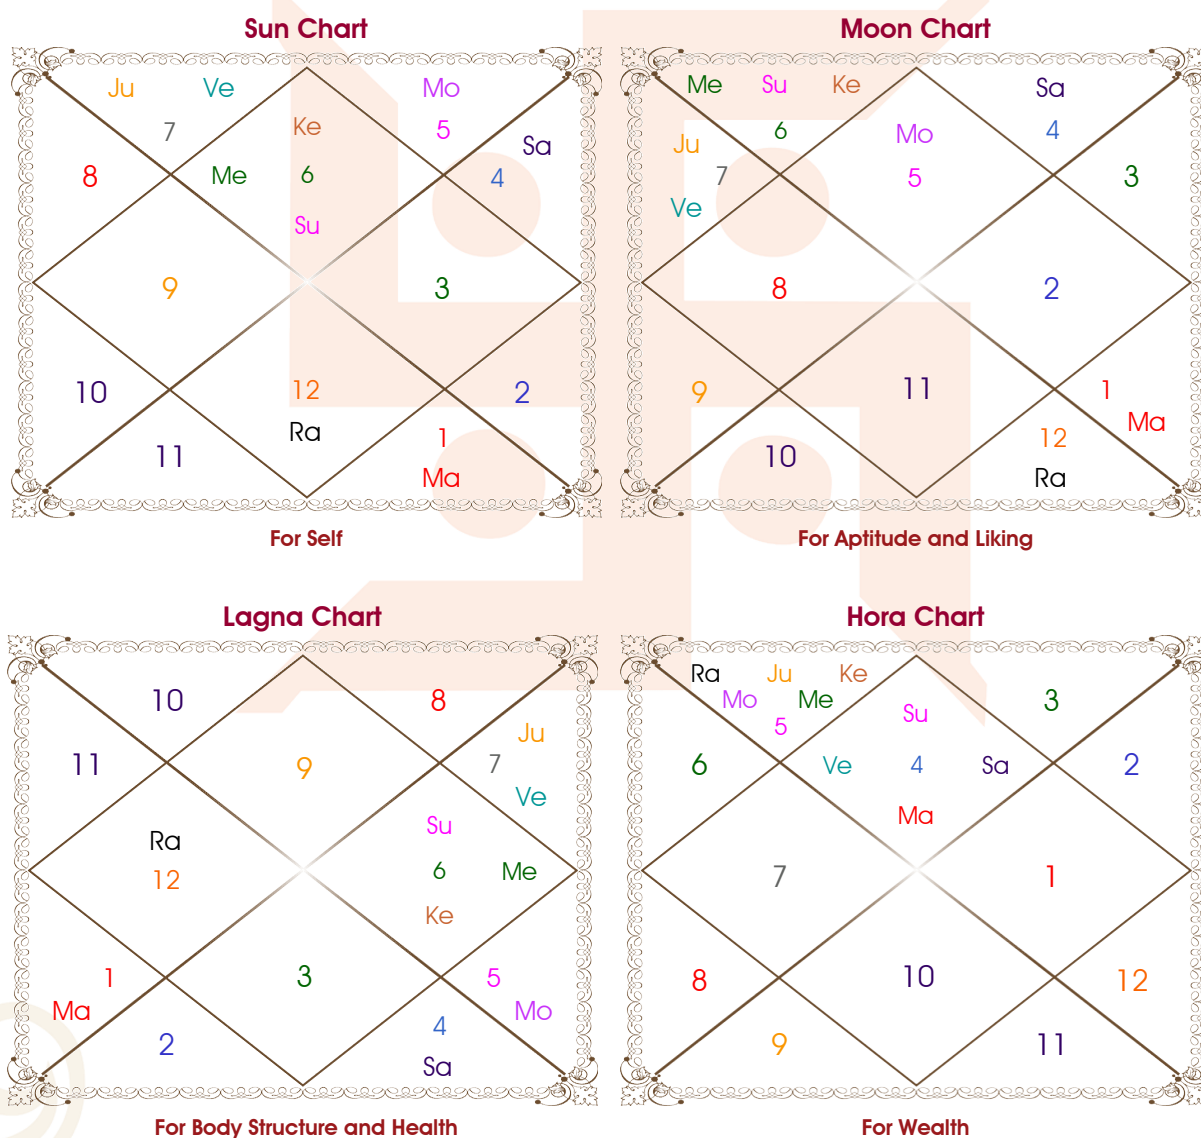 Sun Chart
Ju Ve Mo
7 Ke 5
Sa
8 Me 6 4
Su
9 3
10 12 2
Ra
11 1
Ma
For Self
Moon Chart
Me Su Ke Sa
6 Mo 4
Ju
7 5 3
Ve
8 2
9 11 1
Ma
10 12
Ra
For Aptitude and Liking
Lagna Chart
10 8
Ju
11 9 7
Ve
Ra Su
12 6 Me
Ke
1 3 5
Ma Mo
2 4
Sa
For Body Structure and Health
Hora Chart
Ra Ju Ke
Mo Me 3
5 Su
6 Ve 4 Sa 2
Ma
7 1
8 10 12
9 11
For Wealth